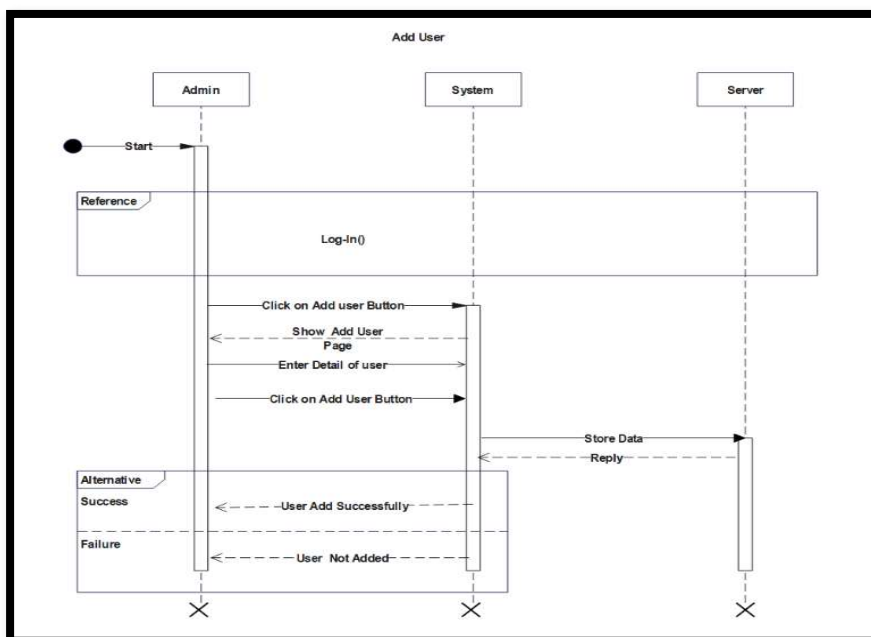 Add User
Admin
System
Server
Start
Reference
Log-In()
Click on Add user Button
Show Add User
Page
Enter Detail of user
Click on Add User Button
Store Data
Reply
Alternative
Success
User Add Successfully
Failure
User Not Added